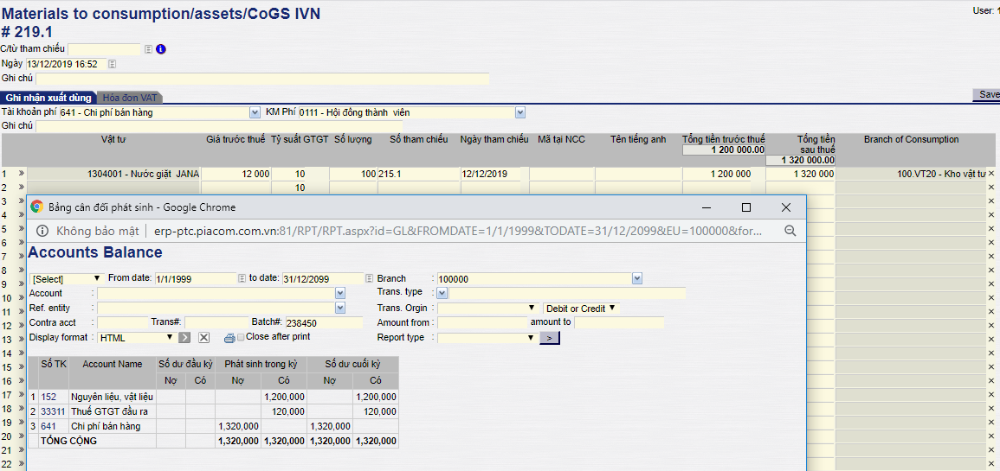 Materials to consumption/assets/CoGS IVN
User: 1
# 219.1
C/từ tham chiếu
Ngày 13/12/2019 16:52
Ghi chú
Ghi nhận xuất dùng Hóa đơn VAT
Save
Tài khoản phí 641 - Chi phí bán hàng KM Phí 0111 - Hội đồng thành viên
Ghi chú
Vật tư Giá trước thuế Tỷ suất GTGT Số lượng Số tham chiếu Ngày tham chiếu Mã tại NCC Tên tiếng anh Tổng tiền trước thuế Tổng tiền sau thuế Branch of Consumption
1 200 000.00 1 320 000.00
1 » 1304001 - Nước giặt JANA 12 000 10 100 215.1 12/12/2019 1 200 000 1 320 000 100.VT20 - Kho vật tư ×
2 » 10 ×
3 » ×
4 » ×
5 » ×
6 » ×
7 » ×
8 » ×
9 » ×
10 » ×
11 » ×
12 » ×
13 » ×
14 » ×
15 » ×
16 » ×
17 » ×
18 » ×
19 » ×
20 » ×
21 » ×
22 » ×
Bảng cân đối phát sinh - Google Chrome
Không bảo mật | erp-ptc.piacom.com.vn:81/RPT/RPT.aspx?id=GL&FROMDATE=1/1/1999&TODATE=31/12/2099&EU=100000&for...
Accounts Balance
[Select] From date: 1/1/1999 to date: 31/12/2099 Branch : 100000
Account : Trans. type :
Ref. entity : Trans. Orgin : Debit or Credit
Contra acct : Trans#: Batch#: 238450 Amount from : amount to
Display format : HTML > X Close after print Report type : >
Số TK Account Name Số dư đầu kỳ Phát sinh trong kỳ Số dư cuối kỳ
Nợ Có Nợ Có Nợ Có
1 152 Nguyên liệu, vật liệu 1,200,000 1,200,000
2 33311 Thuế GTGT đầu ra 120,000 120,000
3 641 Chi phí bán hàng 1,320,000 1,320,000
TỔNG CỘNG 1,320,000 1,320,000 1,320,000 1,320,000